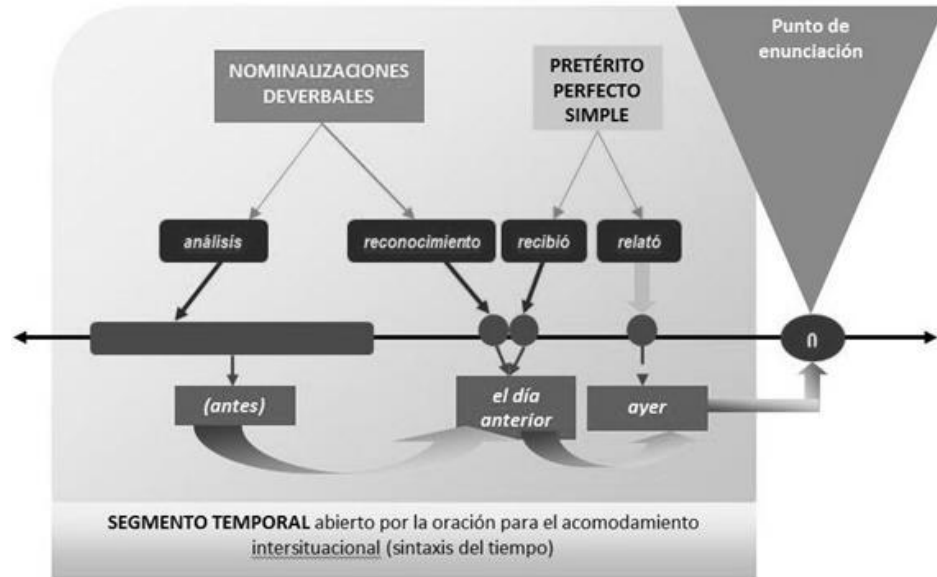 Punto de
enunciación
NOMINALIZACIONES
DEVERBALES
PRETÉRITO
PERFECTO
SIMPLE
análisis
reconocimiento
recibió
relató
n
(antes)
el día
anterior
ayer
SEGMENTO TEMPORAL abierto por la oración para el acomodamiento
intersituacional (sintaxis del tiempo)